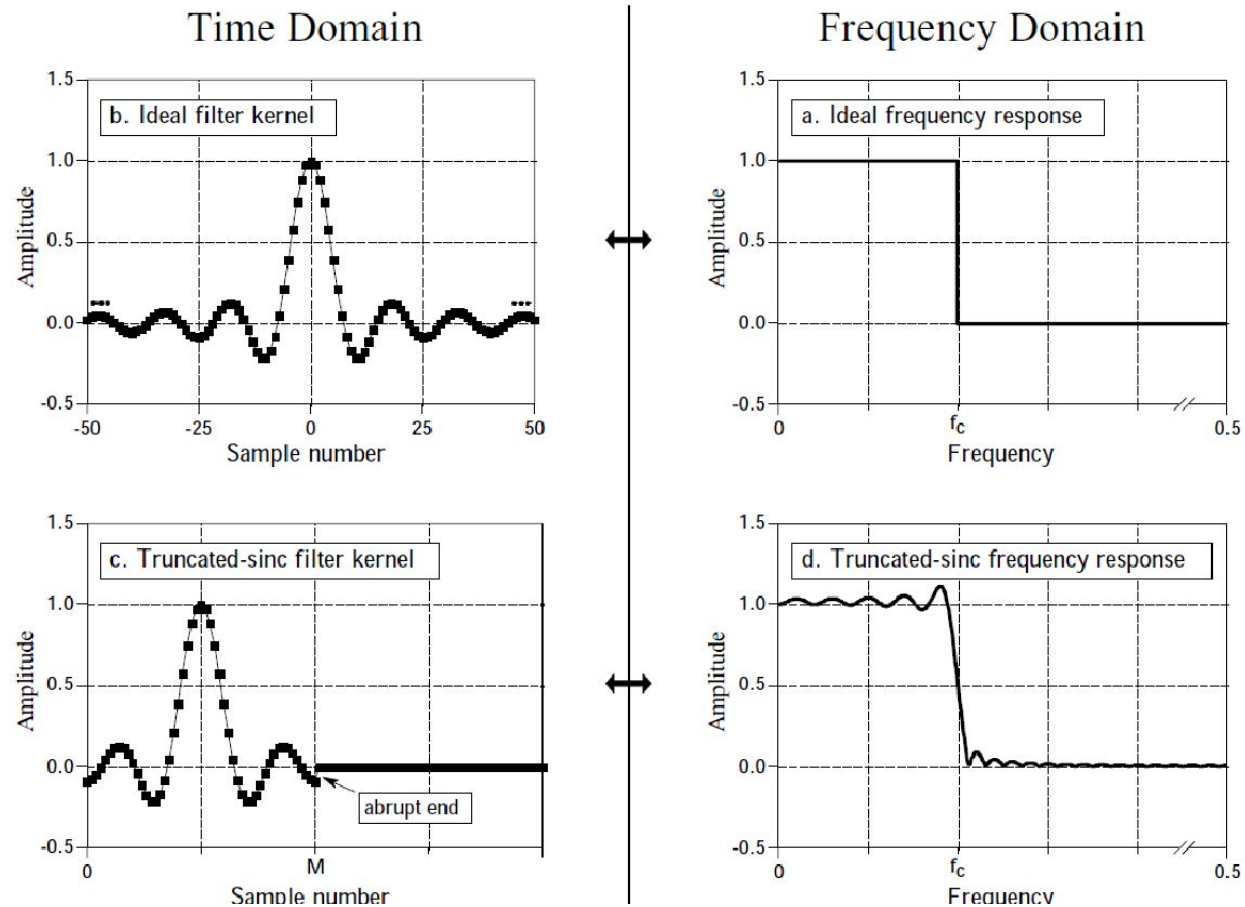 Time Domain
Frequency Domain
1.5
b. Ideal filter kernel
1.0
0.5
0.0
-0.5
Amplitude
-50
-25
0
25
50
Sample number
1.5
a. Ideal frequency response
1.0
0.5
0.0
-0.5
Amplitude
0
fc
0.5
Frequency
1.5
c. Truncated-sinc filter kernel
1.0
0.5
0.0
-0.5
Amplitude
abrupt end
0
M
Sample number
1.5
d. Truncated-sinc frequency response
1.0
0.5
0.0
-0.5
Amplitude
0
fc
0.5
Frequency